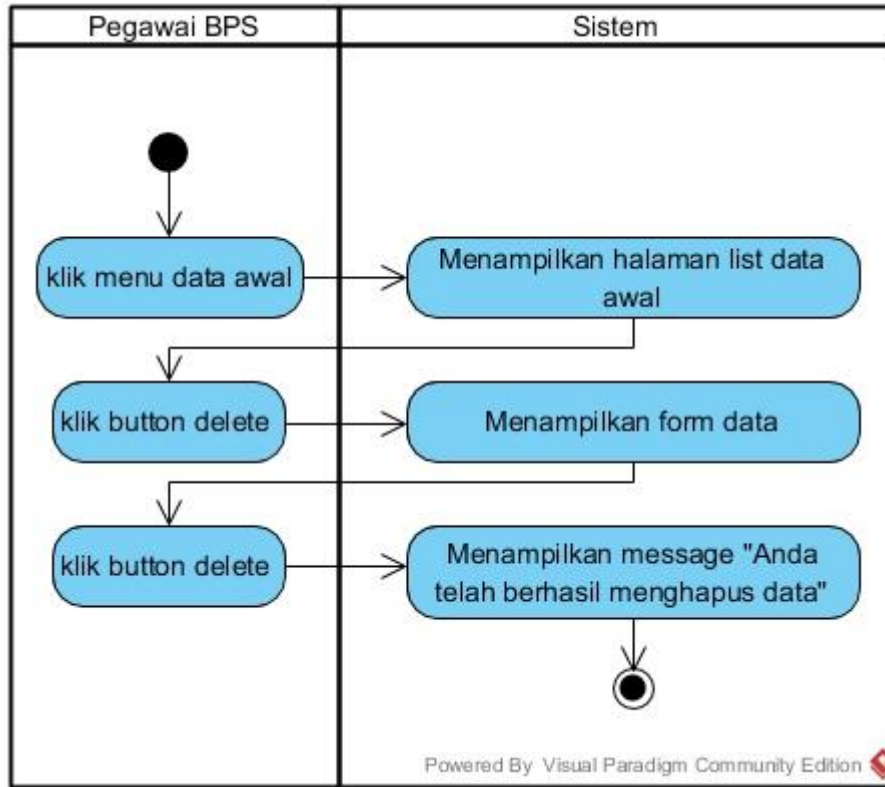 Pegawai BPS
Sistem
klik menu data awal
Menampilkan halaman list data
awal
klik button delete
Menampilkan form data
klik button delete
Menampilkan message "Anda
telah berhasil menghapus data"
Powered By Visual Paradigm Community Edition